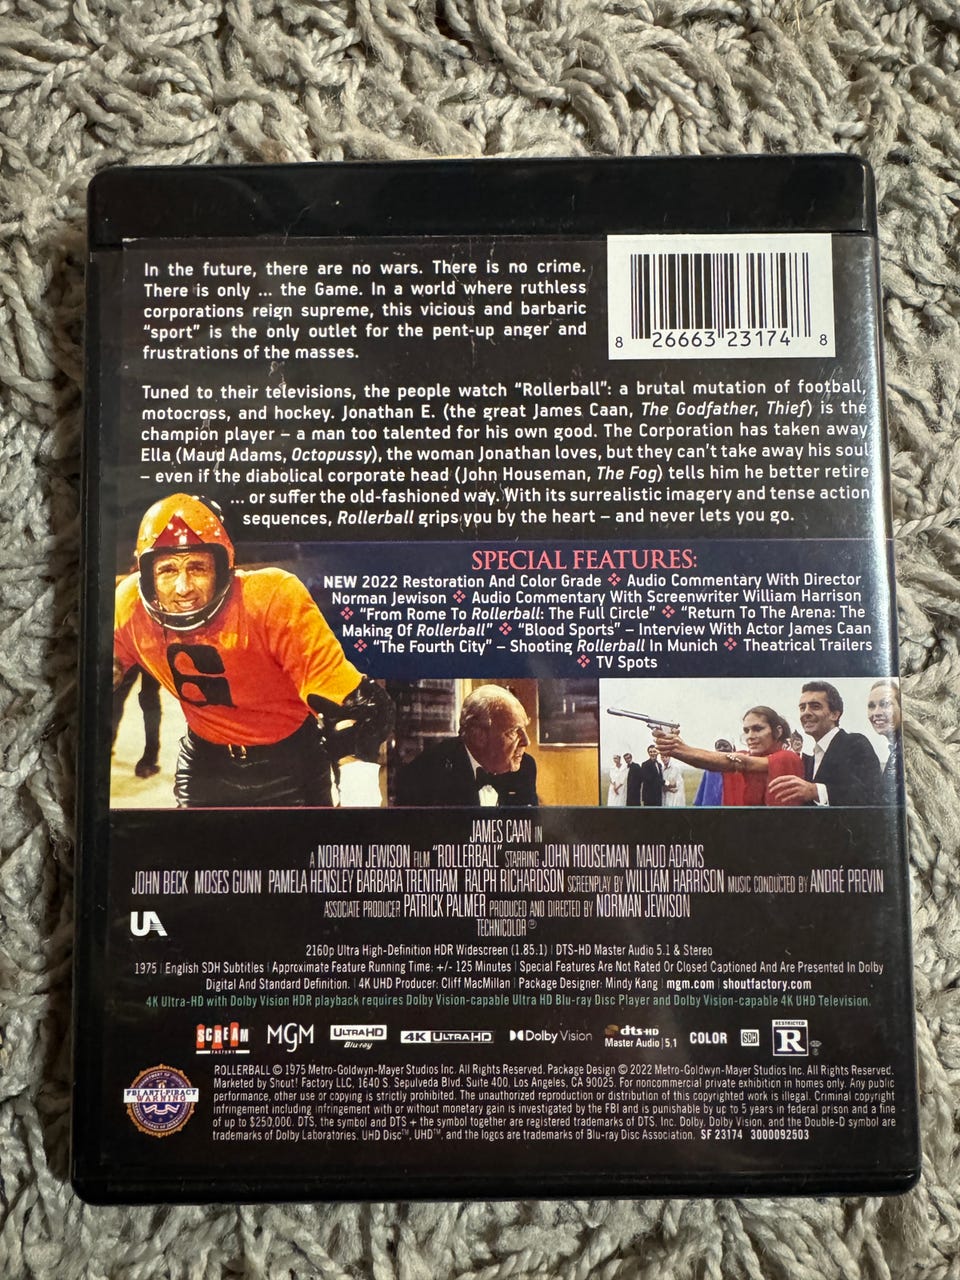 In the future, there are no wars. There is no crime.
There is only ... the Game. In a world where ruthless
corporations reign supreme, this vicious and barbaric
“sport” is the only outlet for the pent-up anger and
frustrations of the masses.
8 26663 23174 8
Tuned to their televisions, the people watch “Rollerball”: a brutal mutation of football,
motocross, and hockey. Jonathan E. (the great James Caan, The Godfather, Thief) is the
champion player – a man too talented for his own good. The Corporation has taken away
Ella (Maud Adams, Octopussy), the woman Jonathan loves, but they can’t take away his soul
– even if the diabolical corporate head (John Houseman, The Fog) tells him he better retire
... or suffer the old-fashioned way. With its surrealistic imagery and tense action
sequences, Rollerball grips you by the heart – and never lets you go.
SPECIAL FEATURES:
NEW 2022 Restoration And Color Grade ❖ Audio Commentary With Director
Norman Jewison ❖ Audio Commentary With Screenwriter William Harrison
❖ “From Rome To Rollerball: The Full Circle” ❖ “Return To The Arena: The
Making Of Rollerball” ❖ “Blood Sports” – Interview With Actor James Caan
❖ “The Fourth City” – Shooting Rollerball In Munich ❖ Theatrical Trailers
❖ TV Spots
6
JAMES CAAN IN
A NORMAN JEWISON FILM “ROLLERBALL” STARRING JOHN HOUSEMAN MAUD ADAMS
JOHN BECK MOSES GUNN PAMELA HENSLEY BARBARA TRENTHAM RALPH RICHARDSON SCREENPLAY BY WILLIAM HARRISON MUSIC CONDUCTED BY ANDRÉ PREVIN
ASSOCIATE PRODUCER PATRICK PALMER PRODUCED AND DIRECTED BY NORMAN JEWISON
TECHNICOLOR®
UA
2160p Ultra High-Definition HDR Widescreen (1.85.1) | DTS-HD Master Audio 5.1 & Stereo
1975 | English SDH Subtitles | Approximate Feature Running Time: +/- 125 Minutes | Special Features Are Not Rated Or Closed Captioned And Are Presented In Dolby
Digital And Standard Definition. | 4K UHD Producer: Cliff MacMillan | Package Designer: Mindy Kang | mgm.com | shoutfactory.com
4K Ultra-HD with Dolby Vision HDR playback requires Dolby Vision-capable Ultra HD Blu-ray Disc Player and Dolby Vision-capable 4K UHD Television.
SCREAM FACTORY MGM ULTRA HD Blu-ray 4K ULTRA HD Dolby Vision dts-HD Master Audio | 5.1 COLOR SDH RESTRICTED R
FBI ANTI-PIRACY WARNING
ROLLERBALL © 1975 Metro-Goldwyn-Mayer Studios Inc. All Rights Reserved. Package Design © 2022 Metro-Goldwyn-Mayer Studios Inc. All Rights Reserved.
Marketed by Shout! Factory LLC, 1640 S. Sepulveda Blvd. Suite 400. Los Angeles, CA 90025. For noncommercial private exhibition in homes only. Any public
performance, other use or copying is strictly prohibited. The unauthorized reproduction or distribution of this copyrighted work is illegal. Criminal copyright
infringement including infringement with or without monetary gain is investigated by the FBI and is punishable by up to 5 years in federal prison and a fine
of up to $250,000. DTS, the symbol and DTS + the symbol together are registered trademarks of DTS, Inc. Dolby, Dolby Vision, and the Double-D symbol are
trademarks of Dolby Laboratories. UHD Disc™, UHD™, and the logos are trademarks of Blu-ray Disc Association. SF 23174 3000092503